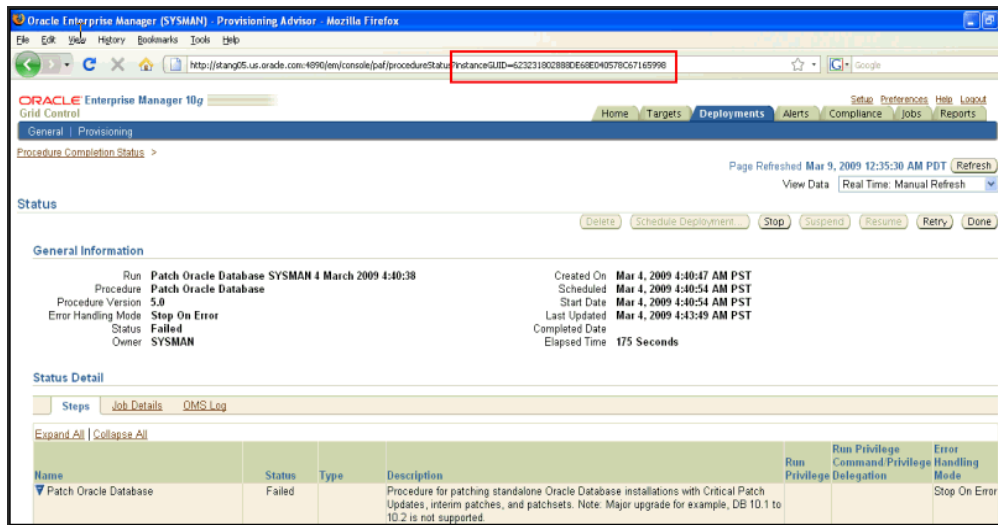 Oracle Enterprise Manager (SYSMAN) - Provisioning Advisor - Mozilla Firefox
File Edit View History Bookmarks Tools Help
http://stang05.us.oracle.com:4890/em/console/paf/procedureStatus?instanceGUID=623231802888DE68E040578C67165998
Google
ORACLE Enterprise Manager 10g
Grid Control
Setup Preferences Help Logout
Home Targets Deployments Alerts Compliance Jobs Reports
General | Provisioning
Procedure Completion Status >
Page Refreshed Mar 9, 2009 12:35:30 AM PDT Refresh
View Data Real Time: Manual Refresh
Status
Delete Schedule Deployment... Stop Suspend Resume Retry Done
General Information
Run Patch Oracle Database SYSMAN 4 March 2009 4:40:38 Created On Mar 4, 2009 4:40:47 AM PST
Procedure Patch Oracle Database Scheduled Mar 4, 2009 4:40:54 AM PST
Procedure Version 5.0 Start Date Mar 4, 2009 4:40:54 AM PST
Error Handling Mode Stop On Error Last Updated Mar 4, 2009 4:43:49 AM PST
Status Failed Completed Date
Owner SYSMAN Elapsed Time 175 Seconds
Status Detail
Steps Job Details OMS Log
Expand All | Collapse All
Run Privilege Error
Run Command/Privilege Handling
Name Status Type Description Privilege Delegation Mode
Patch Oracle Database Failed Procedure for patching standalone Oracle Database installations with Critical Patch Stop On Error
Updates, interim patches, and patchsets. Note: Major upgrade for example, DB 10.1 to
10.2 is not supported.